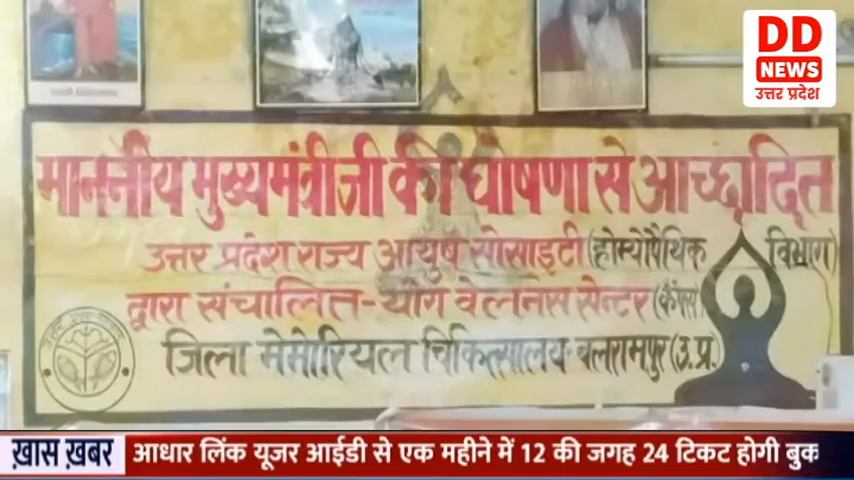 DD
NEWS
उत्तर प्रदेश
माननीय मुख्यमंत्रीजी की घोषणा से आच्छादित
उत्तर प्रदेश राज्य आयुष सोसाइटी (होम्योपैथिक विभाग)
द्वारा संचालित-योग वेलनेस सेन्टर (कैम्पस)
जिला मेमोरियल चिकित्सालय-बलरामपुर (उ.प्र.)
ख़ास ख़बर
आधार लिंक यूजर आईडी से एक महीने में 12 की जगह 24 टिकट होगी बुक